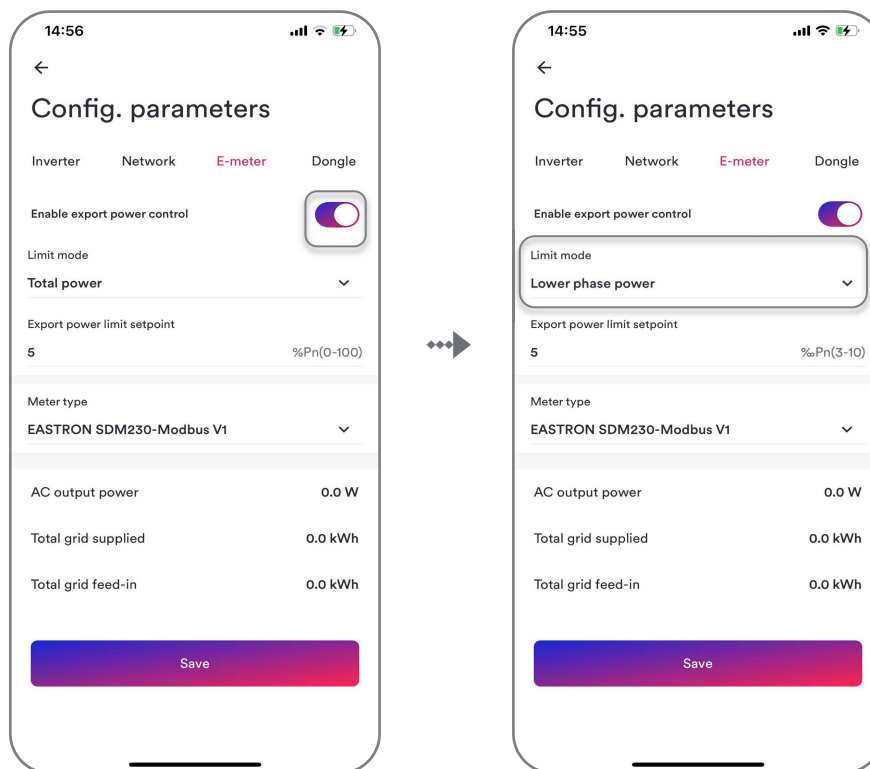 14:56
Config. parameters
Inverter Network E-meter Dongle
Enable export power control
Limit mode
Total power
Export power limit setpoint
5 %Pn(0-100)
Meter type
EASTRON SDM230-Modbus V1
AC output power 0.0 W
Total grid supplied 0.0 kWh
Total grid feed-in 0.0 kWh
Save
14:55
Config. parameters
Inverter Network E-meter Dongle
Enable export power control
Limit mode
Lower phase power
Export power limit setpoint
5 ‰Pn(3-10)
Meter type
EASTRON SDM230-Modbus V1
AC output power 0.0 W
Total grid supplied 0.0 kWh
Total grid feed-in 0.0 kWh
Save